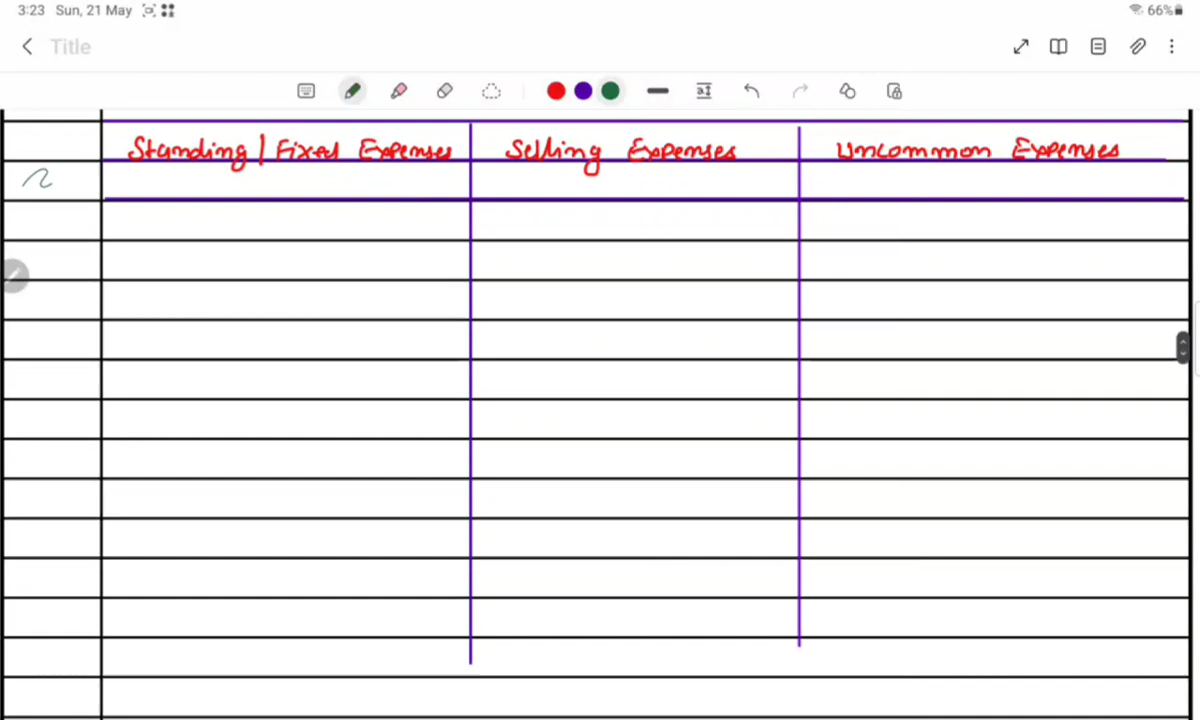 3:23 Sun, 21 May 66%
Title
Standing | Fixed Expenses Selling Expenses Uncommon Expenses